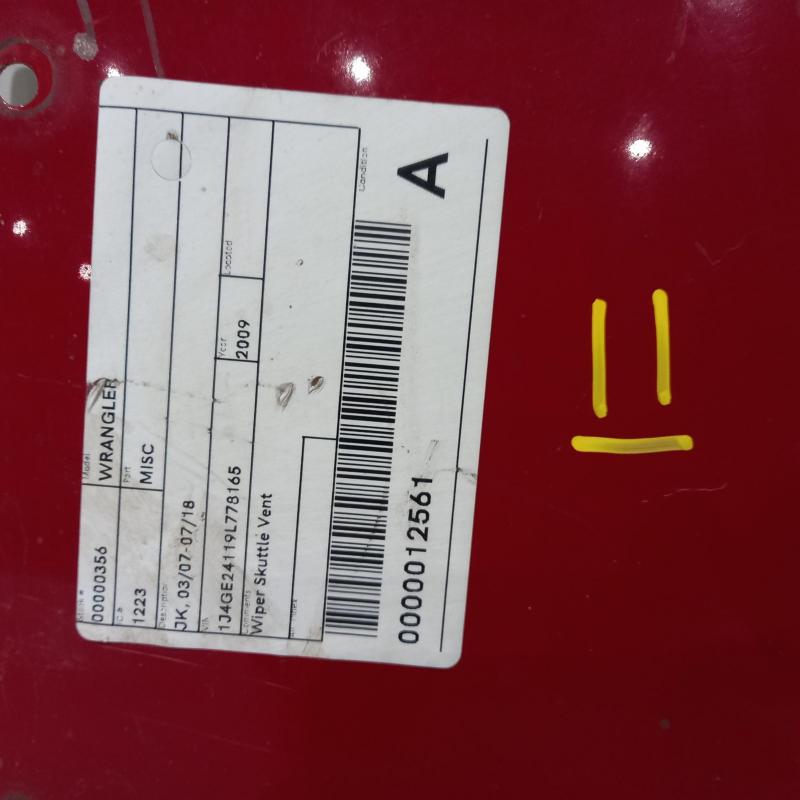 Model
00000356 WRANGLER
Part
1223 MISC
Description
JK, 03/07-07/18
VIN Year Located
1J4GE24119L778165 2009
Comments
Wiper Skuttle Vent
Condition
0000012561 A